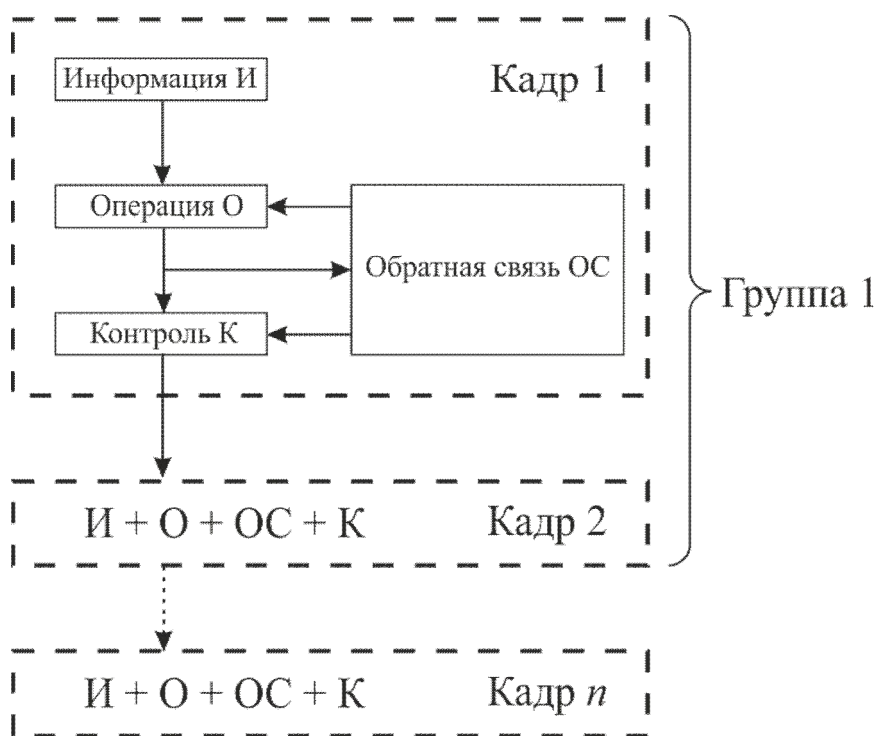 Кадр 1
Информация И
Операция О
Обратная связь ОС
Контроль К
Группа 1
И + О + ОС + К
Кадр 2
И + О + ОС + К
Кадр n